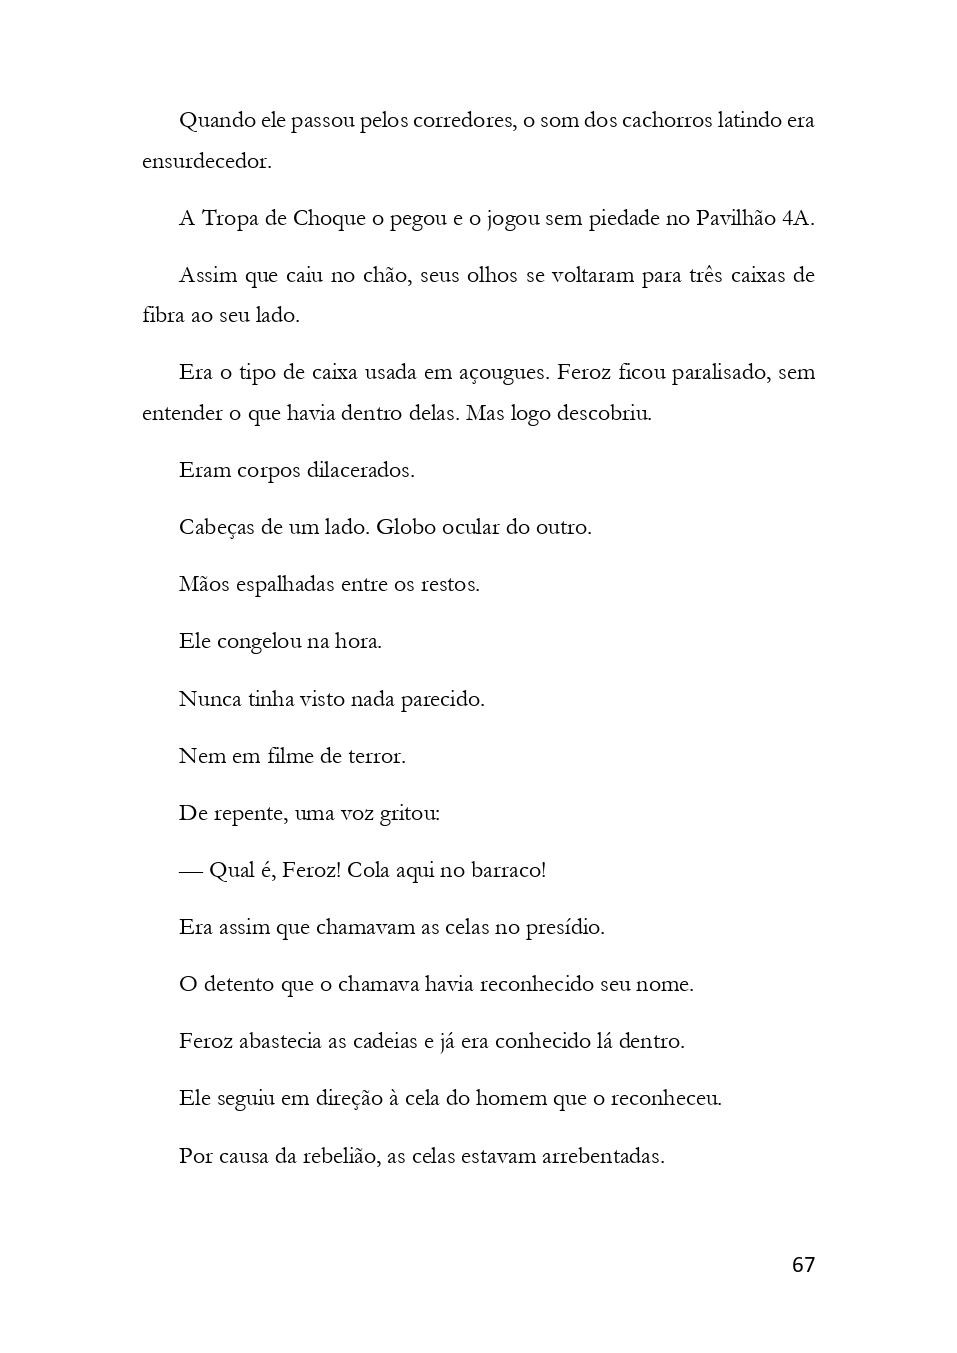 Quando ele passou pelos corredores, o som dos cachorros latindo era
ensurdecedor.
A Tropa de Choque o pegou e o jogou sem piedade no Pavilhão 4A.
Assim que caiu no chão, seus olhos se voltaram para três caixas de
fibra ao seu lado.
Era o tipo de caixa usada em açougues. Feroz ficou paralisado, sem
entender o que havia dentro delas. Mas logo descobriu.
Eram corpos dilacerados.
Cabeças de um lado. Globo ocular do outro.
Mãos espalhadas entre os restos.
Ele congelou na hora.
Nunca tinha visto nada parecido.
Nem em filme de terror.
De repente, uma voz gritou:
— Qual é, Feroz! Cola aqui no barraco!
Era assim que chamavam as celas no presídio.
O detento que o chamava havia reconhecido seu nome.
Feroz abastecia as cadeias e já era conhecido lá dentro.
Ele seguiu em direção à cela do homem que o reconheceu.
Por causa da rebelião, as celas estavam arrebentadas.
67